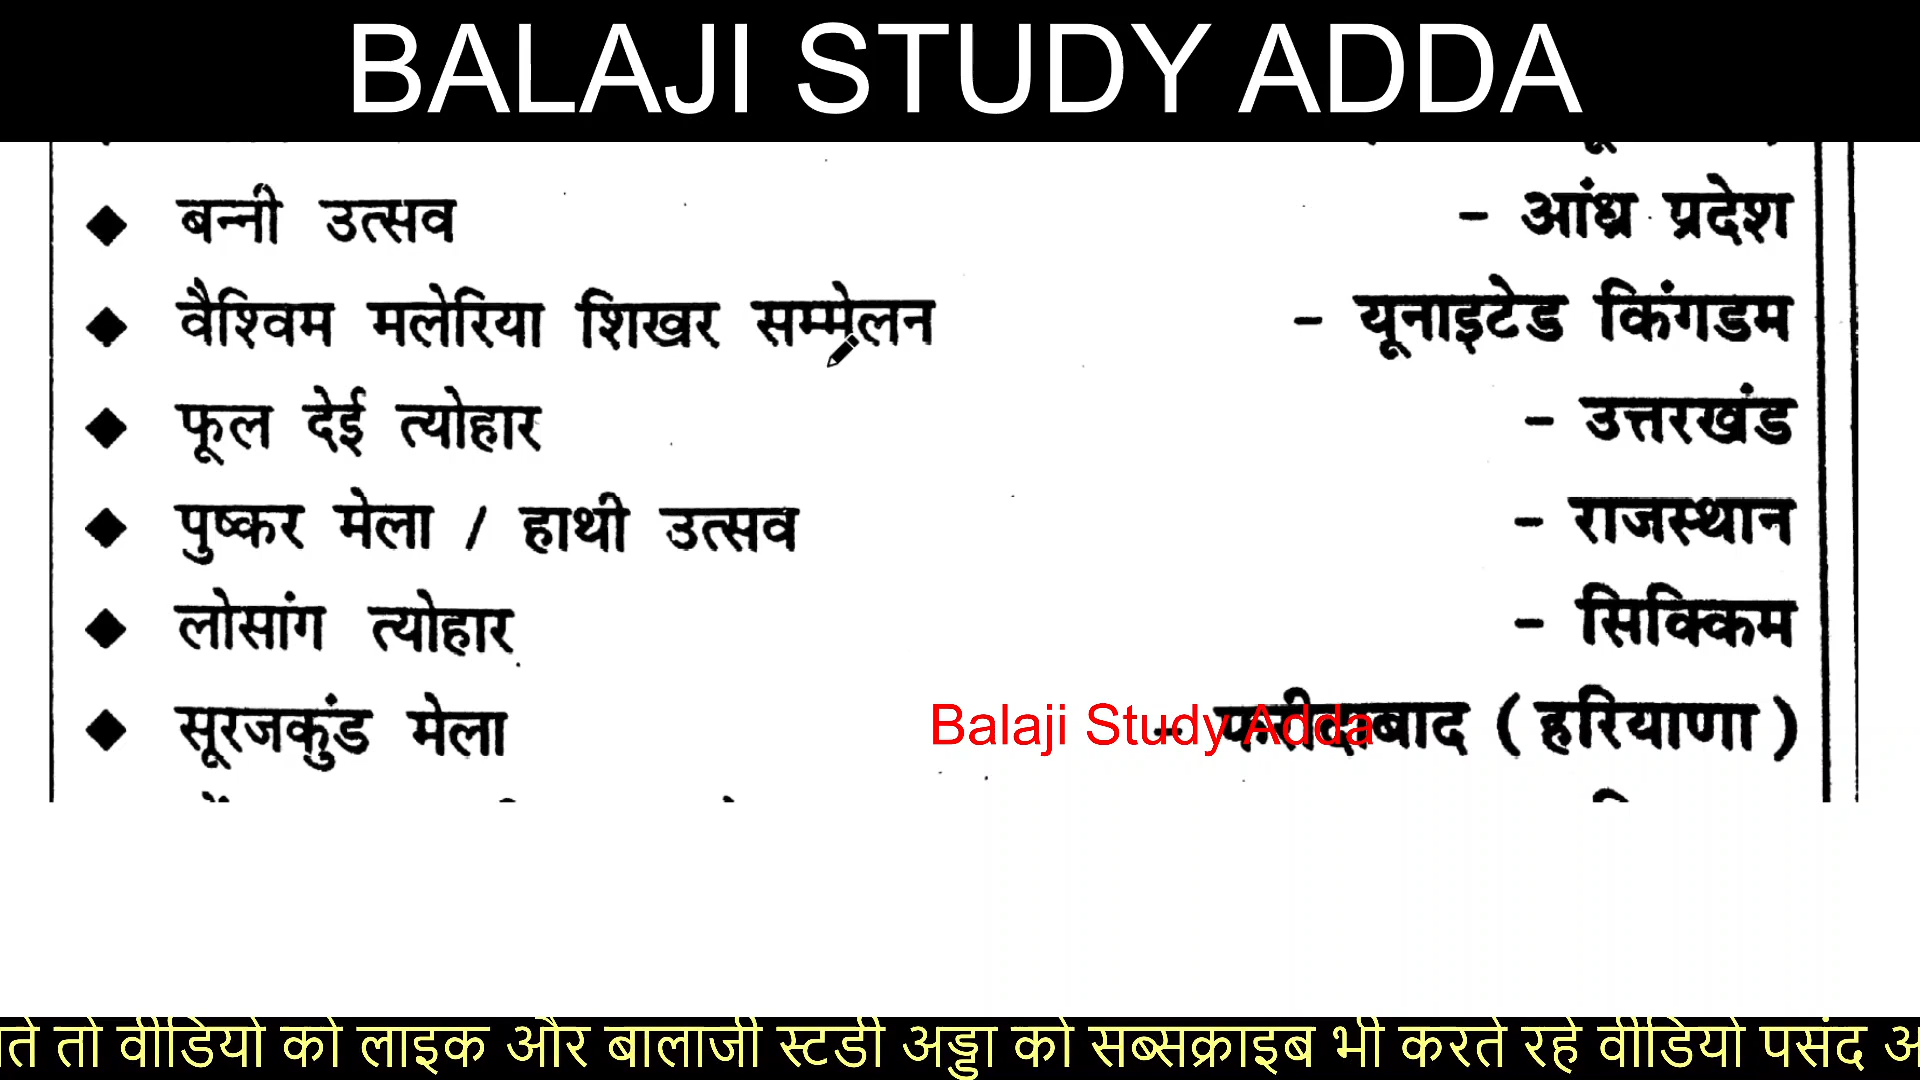 BALAJI STUDY ADDA
◆ बन्नी उत्सव - आंध्र प्रदेश
◆ वैश्विम मलेरिया शिखर सम्मेलन - यूनाइटेड किंगडम
◆ फूल देई त्योहार - उत्तरखंड
◆ पुष्कर मेला / हाथी उत्सव - राजस्थान
◆ लोसांग त्योहार - सिक्किम
◆ सूरजकुंड मेला - फरीदाबाद (हरियाणा)
Balaji Study Adda
तो वीडियो को लाइक और बालाजी स्टडी अड्डा को सब्सक्राइब भी करते रहे वीडियो पसंद